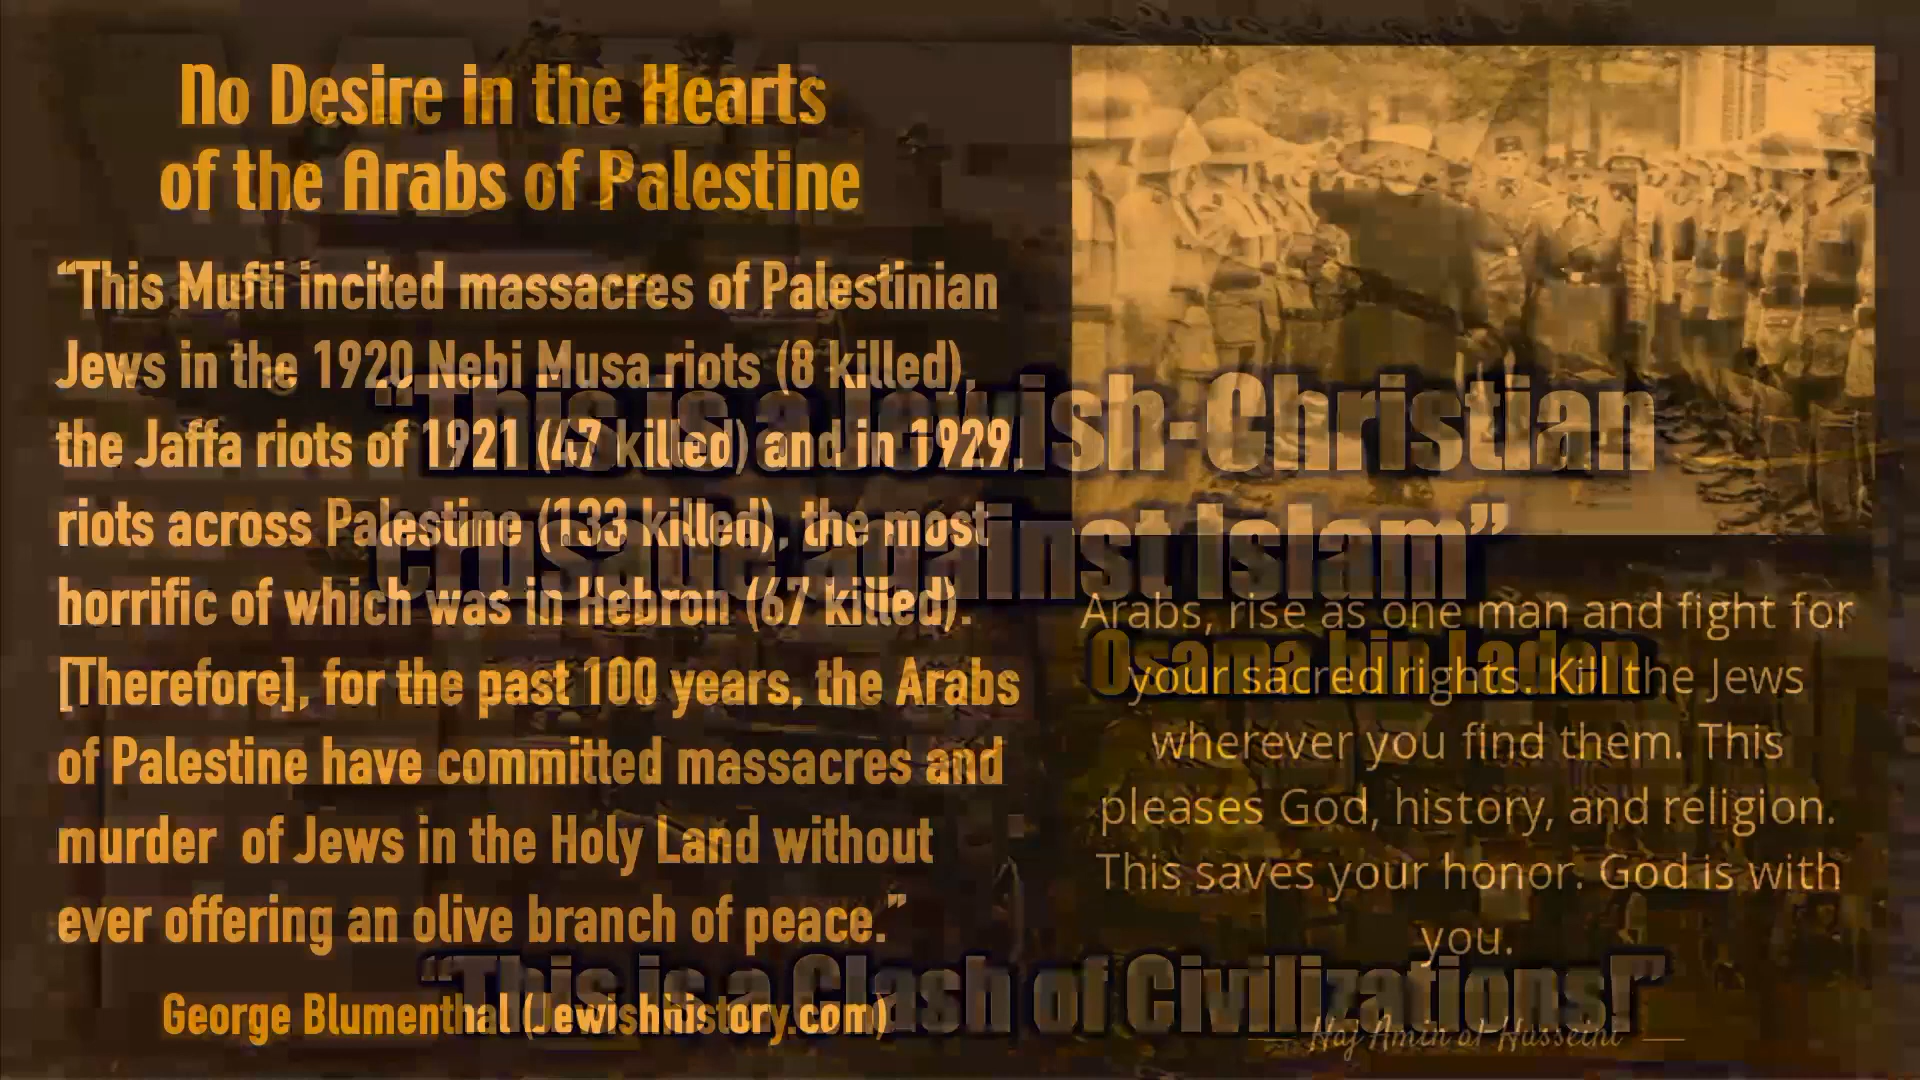 No Desire in the Hearts
of the Arabs of Palestine
“This Mufti incited massacres of Palestinian
Jews in the 1920 Nebi Musa riots (8 killed),
the Jaffa riots of 1921 (47 killed) and in 1929,
riots across Palestine (133 killed), the most
horrific of which was in Hebron (67 killed).
[Therefore], for the past 100 years, the Arabs
of Palestine have committed massacres and
murder of Jews in the Holy Land without
ever offering an olive branch of peace.”
George Blumenthal (Jewishhistory.com)
“This is a Jewish-Christian
crusade against Islam”
Osama bin Laden
“This is a Clash of Civilizations!”
Arabs, rise as one man and fight for
your sacred rights. Kill the Jews
wherever you find them. This
pleases God, history, and religion.
This saves your honor. God is with
you.
Haj Amin al-Husseini